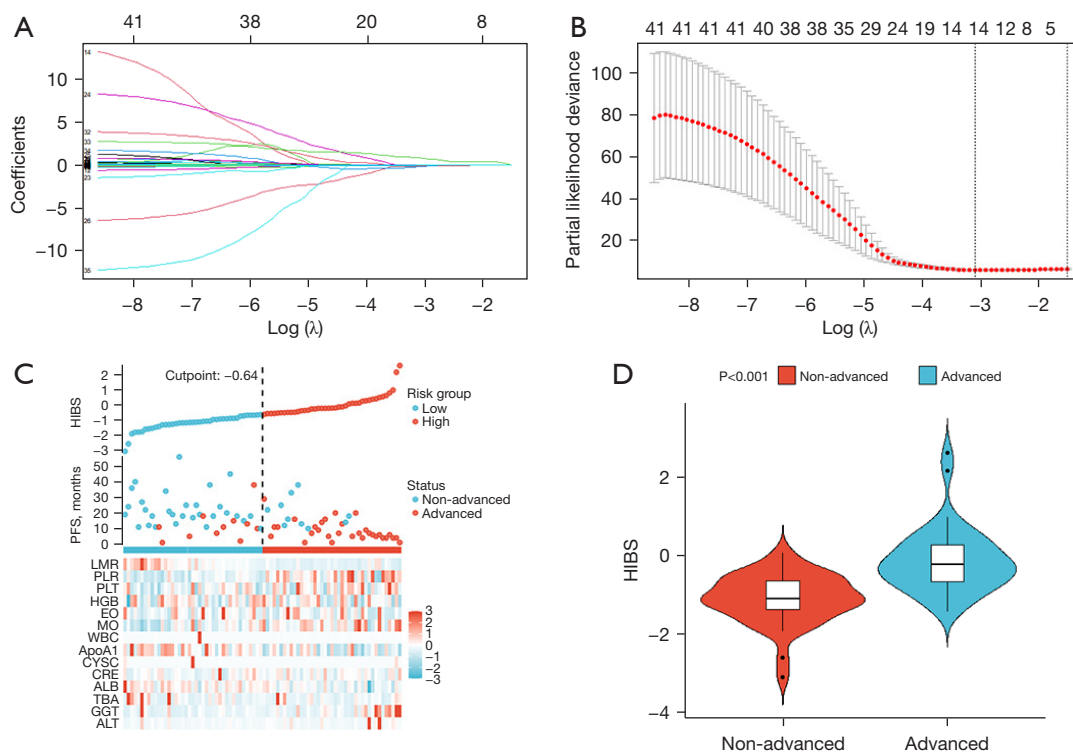 A
41 38 20 8
14
24
32
33
34
23
26
35
10
5
0
−5
−10
Coefficients
−8 −7 −6 −5 −4 −3 −2
Log (λ)
B
41 41 41 41 40 38 38 35 29 24 19 14 14 12 8 5
100
80
60
40
20
Partial likelihood deviance
−8 −7 −6 −5 −4 −3 −2
Log (λ)
C
Cutpoint: −0.64
2
1
0
−1
−2
−3
HIBS
Risk group
Low
High
50
40
30
20
10
0
PFS, months
Status
Non-advanced
Advanced
LMR
PLR
PLT
HGB
EO
MO
WBC
ApoA1
CYSC
CRE
ALB
TBA
GGT
ALT
3
2
1
0
−1
−2
−3
D
P<0.001 Non-advanced Advanced
2
0
−2
−4
HIBS
Non-advanced Advanced